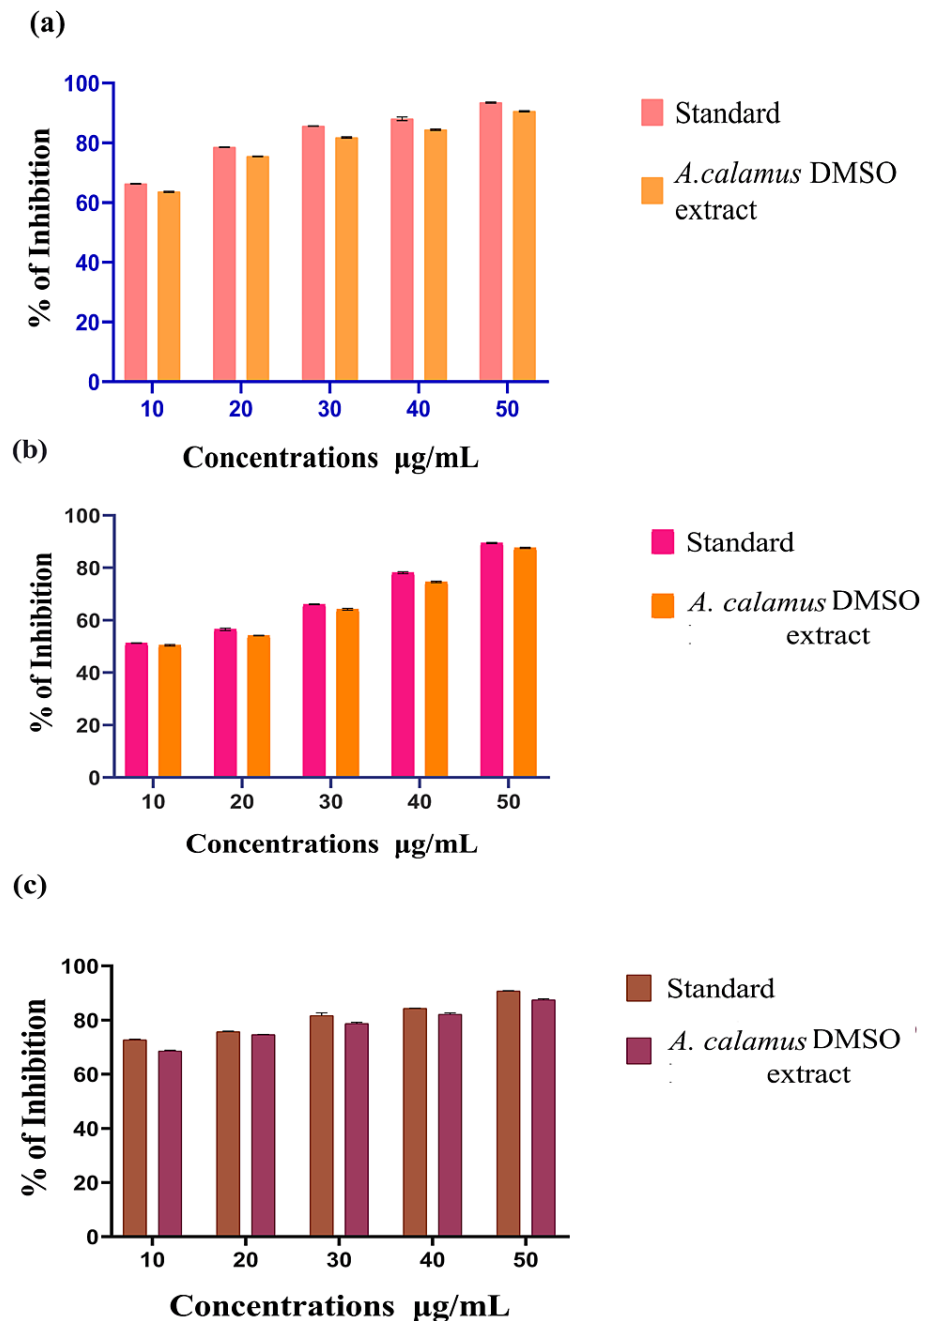 (a)
100
80
60
40
20
0
% of Inhibition
10 20 30 40 50
Concentrations µg/mL
Standard
A.calamus DMSO
extract
(b)
100
80
60
40
20
0
% of Inhibition
10 20 30 40 50
Concentrations µg/mL
Standard
A. calamus DMSO
extract
(c)
100
80
60
40
20
0
% of Inhibition
10 20 30 40 50
Concentrations µg/mL
Standard
A. calamus DMSO
extract